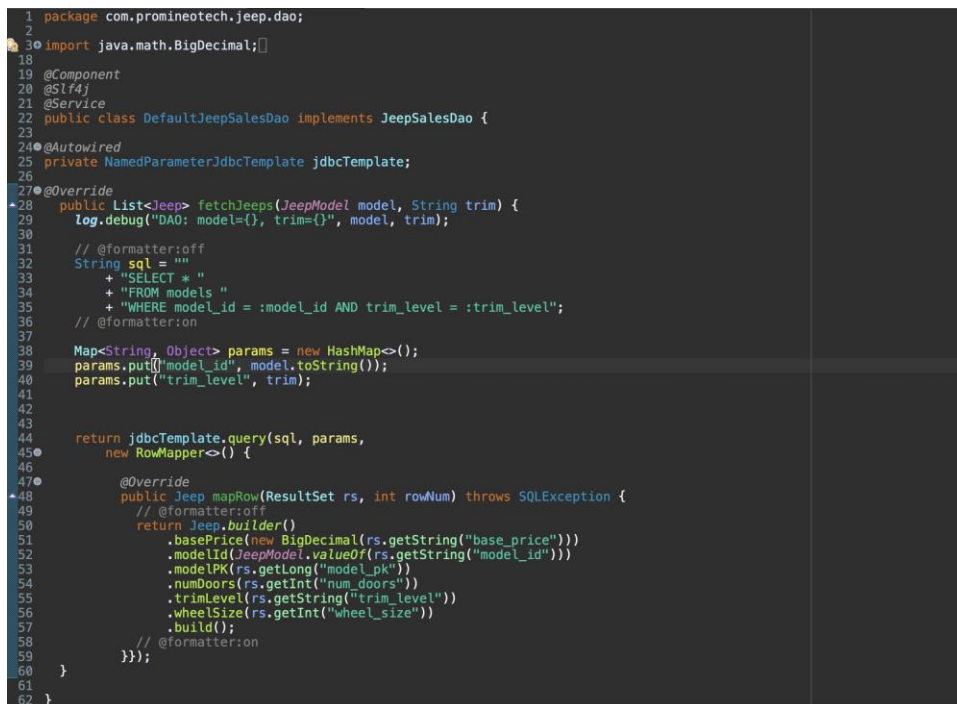 1 package com.promineotech.jeep.dao;
2
3 import java.math.BigDecimal;
18
19 @Component
20 @Slf4j
21 @Service
22 public class DefaultJeepSalesDao implements JeepSalesDao {
23
24 @Autowired
25 private NamedParameterJdbcTemplate jdbcTemplate;
26
27 @Override
28 public List<Jeep> fetchJeeps(JeepModel model, String trim) {
29 log.debug("DAO: model={}, trim={}", model, trim);
30
31 // @formatter:off
32 String sql = ""
33 + "SELECT * "
34 + "FROM models "
35 + "WHERE model_id = :model_id AND trim_level = :trim_level";
36 // @formatter:on
37
38 Map<String, Object> params = new HashMap<>();
39 params.put("model_id", model.toString());
40 params.put("trim_level", trim);
41
42
43
44 return jdbcTemplate.query(sql, params,
45 new RowMapper<>() {
46
47 @Override
48 public Jeep mapRow(ResultSet rs, int rowNum) throws SQLException {
49 // @formatter:off
50 return Jeep.builder()
51 .basePrice(new BigDecimal(rs.getString("base_price")))
52 .modelId(JeepModel.valueOf(rs.getString("model_id")))
53 .modelPK(rs.getLong("model_pk"))
54 .numDoors(rs.getInt("num_doors"))
55 .trimLevel(rs.getString("trim_level"))
56 .wheelSize(rs.getInt("wheel_size"))
57 .build();
58 // @formatter:on
59 }});
60 }
61
62 }